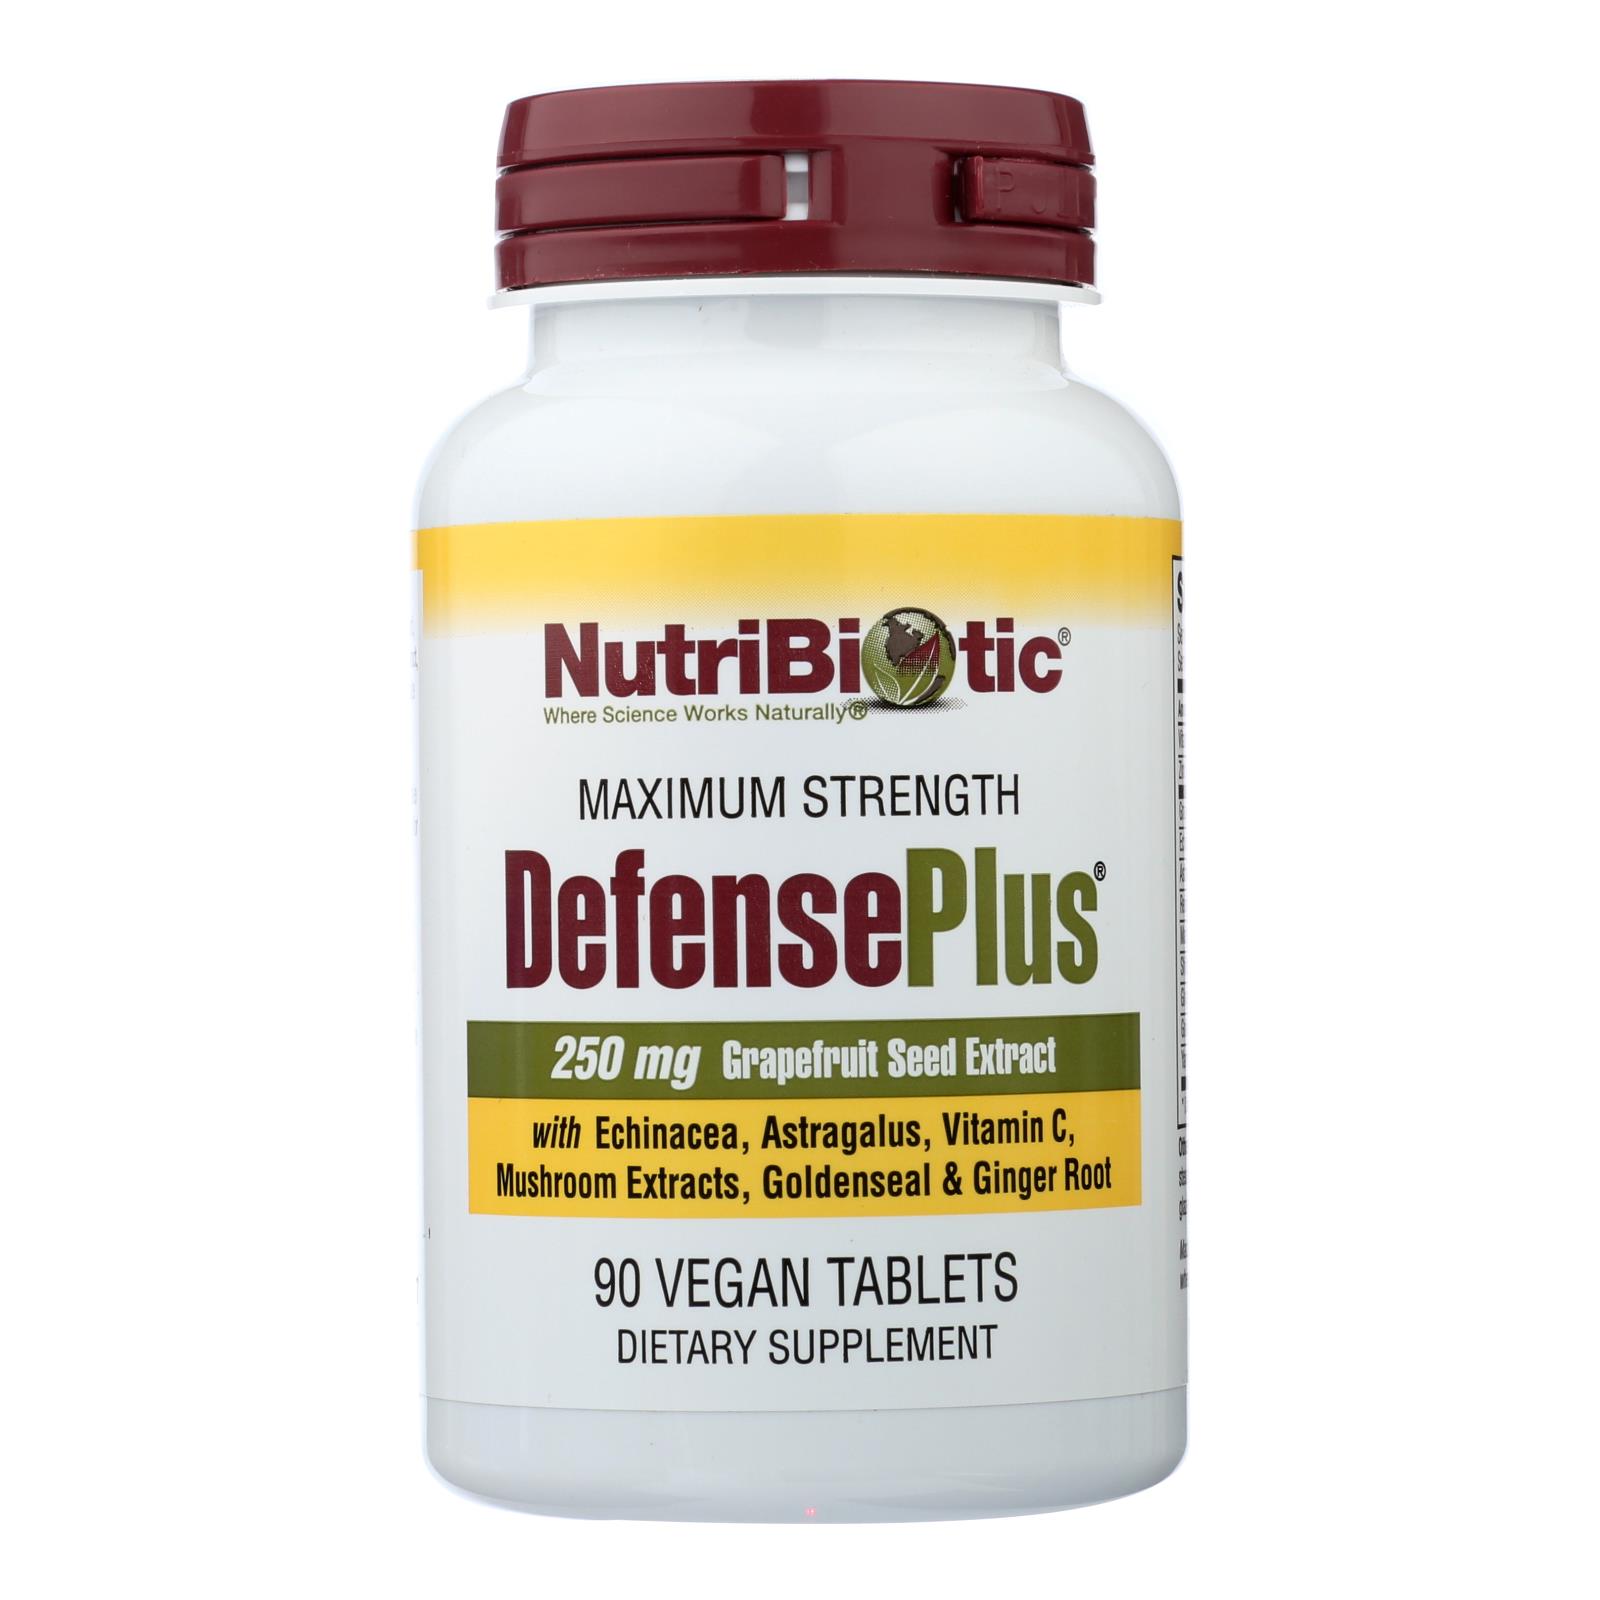 PULL
NutriBiotic®
Where Science Works Naturally®
MAXIMUM STRENGTH
DefensePlus®
250 mg Grapefruit Seed Extract
with Echinacea, Astragalus, Vitamin C,
Mushroom Extracts, Goldenseal & Ginger Root
90 VEGAN TABLETS
DIETARY SUPPLEMENT